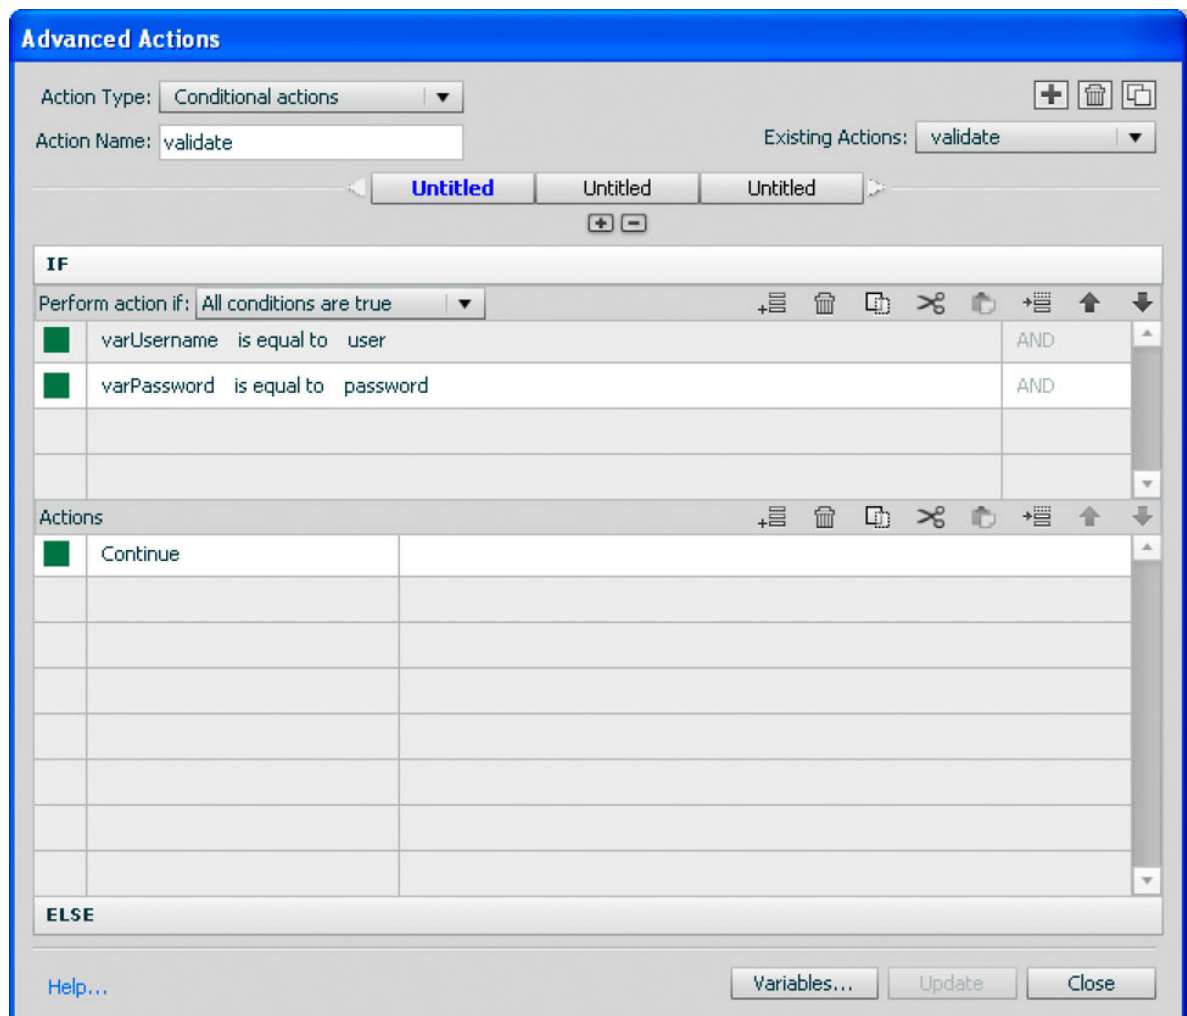 Advanced Actions
Action Type: Conditional actions
Action Name: validate
Existing Actions: validate
Untitled Untitled Untitled
IF
Perform action if: All conditions are true
varUsername is equal to user AND
varPassword is equal to password AND
Actions
Continue
ELSE
Help... Variables... Update Close